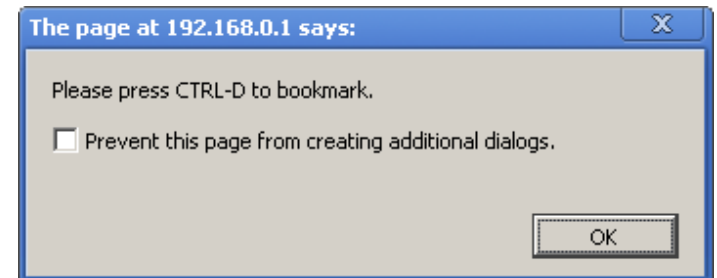 The page at 192.168.0.1 says:
Please press CTRL-D to bookmark.
Prevent this page from creating additional dialogs.
OK